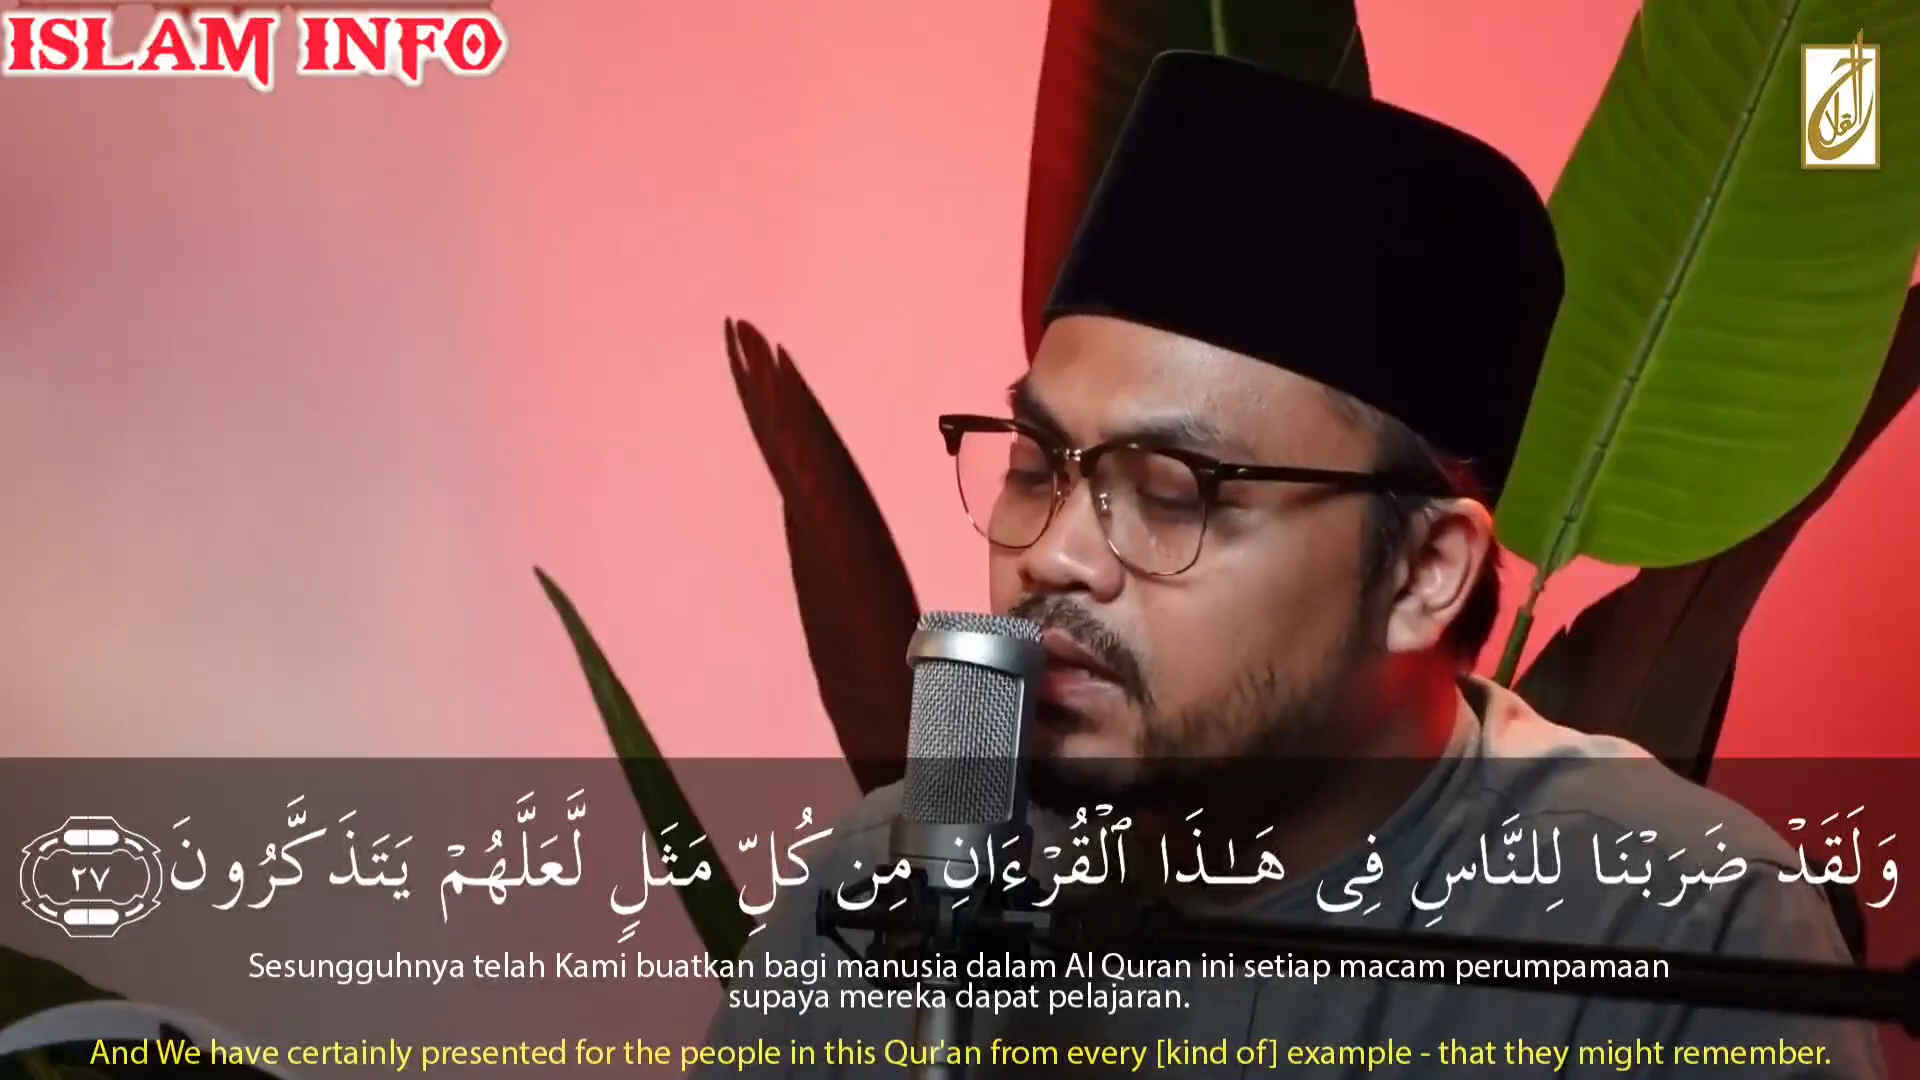 ISLAM INFO
وَلَقَدْ ضَرَبْنَا لِلنَّاسِ فِى هَـٰذَا ٱلْقُرْءَانِ مِن كُلِّ مَثَلٍ لَّعَلَّهُمْ يَتَذَكَّرُونَ ٢٧
Sesungguhnya telah Kami buatkan bagi manusia dalam Al Quran ini setiap macam perumpamaan
supaya mereka dapat pelajaran.
And We have certainly presented for the people in this Qur'an from every [kind of] example - that they might remember.